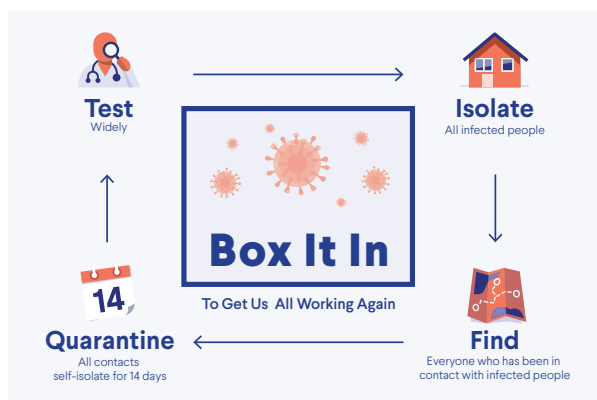 Test
Widely
Isolate
All infected people
Box It In
To Get Us All Working Again
14
Quarantine
All contacts
self-isolate for 14 days
Find
Everyone who has been in
contact with infected people